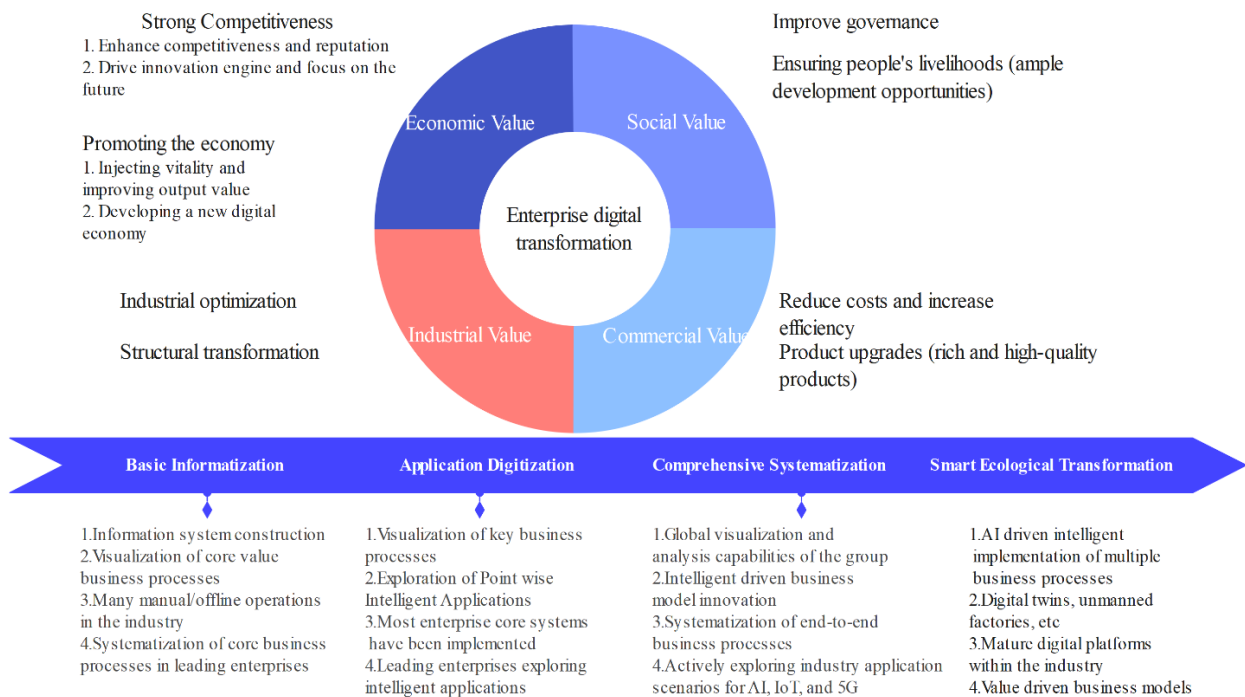 Strong Competitiveness
1. Enhance competitiveness and reputation
2. Drive innovation engine and focus on the
future
Promoting the economy
1. Injecting vitality and
improving output value
2. Developing a new digital
economy
Industrial optimization
Structural transformation
Economic Value
Social Value
Enterprise digital
transformation
Industrial Value
Commercial Value
Improve governance
Ensuring people's livelihoods (ample
development opportunities)
Reduce costs and increase
efficiency
Product upgrades (rich and high-quality
products)
Basic Informatization
Application Digitization
Comprehensive Systematization
Smart Ecological Transformation
1.Information system construction
2.Visualization of core value
business processes
3.Many manual/offline operations
in the industry
4.Systematization of core business
processes in leading enterprises
1.Visualization of key business
processes
2.Exploration of Point wise
Intelligent Applications
3.Most enterprise core systems
have been implemented
4.Leading enterprises exploring
intelligent applications
1.Global visualization and
analysis capabilities of the group
2.Intelligent driven business
model innovation
3.Systematization of end-to-end
business processes
4.Actively exploring industry application
scenarios for AI, IoT, and 5G
1.AI driven intelligent
implementation of multiple
business processes
2.Digital twins, unmanned
factories, etc
3.Mature digital platforms
within the industry
4.Value driven business models